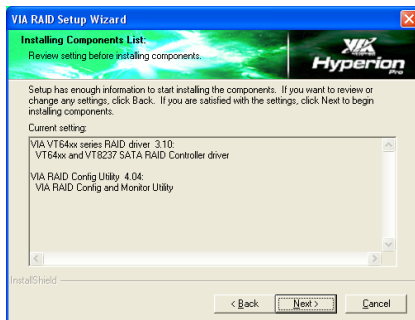 VIA RAID Setup Wizard
Installing Components List:
Review setting before installing components.
VIA
Hyperion
Pro
Setup has enough information to start installing the components. If you want to review or
change any settings, click Back. If you are satisfied with the settings, click Next to begin
installing components.
Current setting:
VIA VT64xx series RAID driver 3.10:
VT64xx and VT8237 SATA RAID Controller driver
VIA RAID Config Utility 4.04:
VIA RAID Config and Monitor Utility
InstallShield
< Back
Next >
Cancel